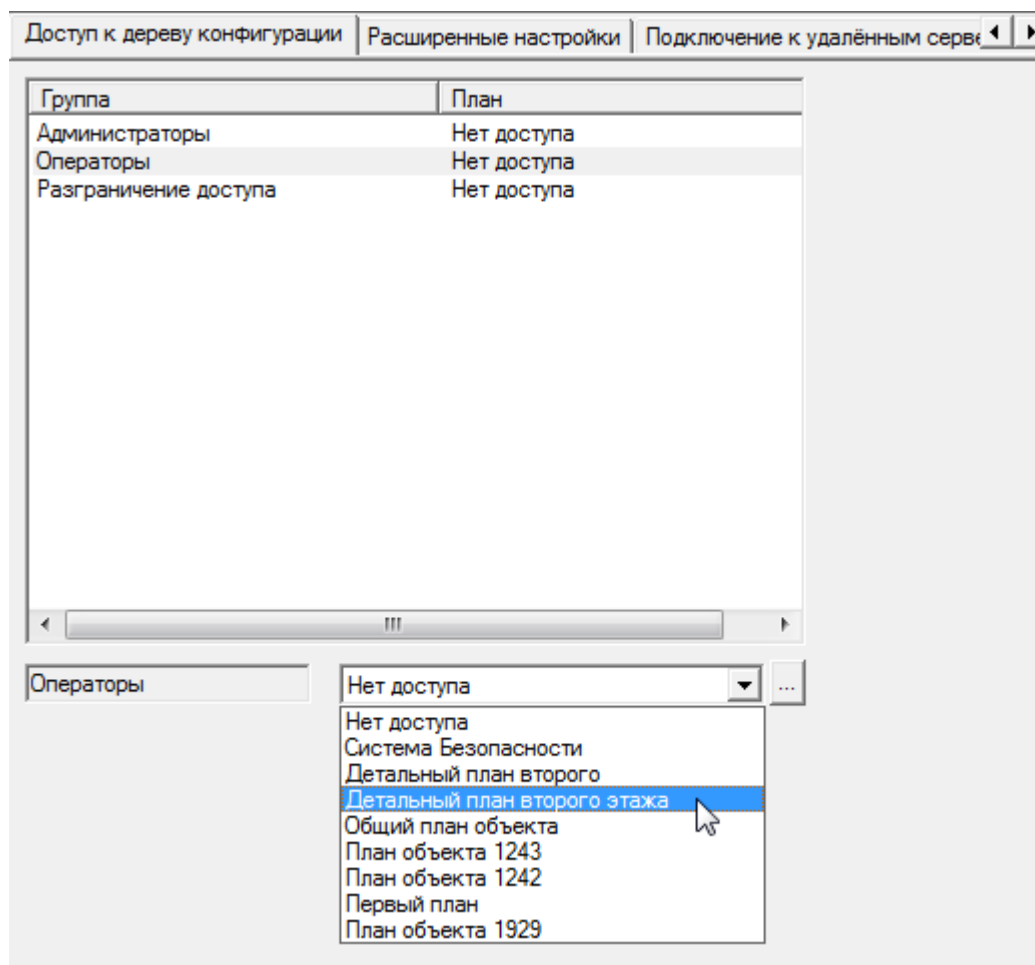 Доступ к дереву конфигурации Расширенные настройки Подключение к удалённым серве
Группа План
Администраторы Нет доступа
Операторы Нет доступа
Разграничение доступа Нет доступа
Операторы Нет доступа ...
Нет доступа
Система Безопасности
Детальный план второго
Детальный план второго этажа
Общий план объекта
План объекта 1243
План объекта 1242
Первый план
План объекта 1929